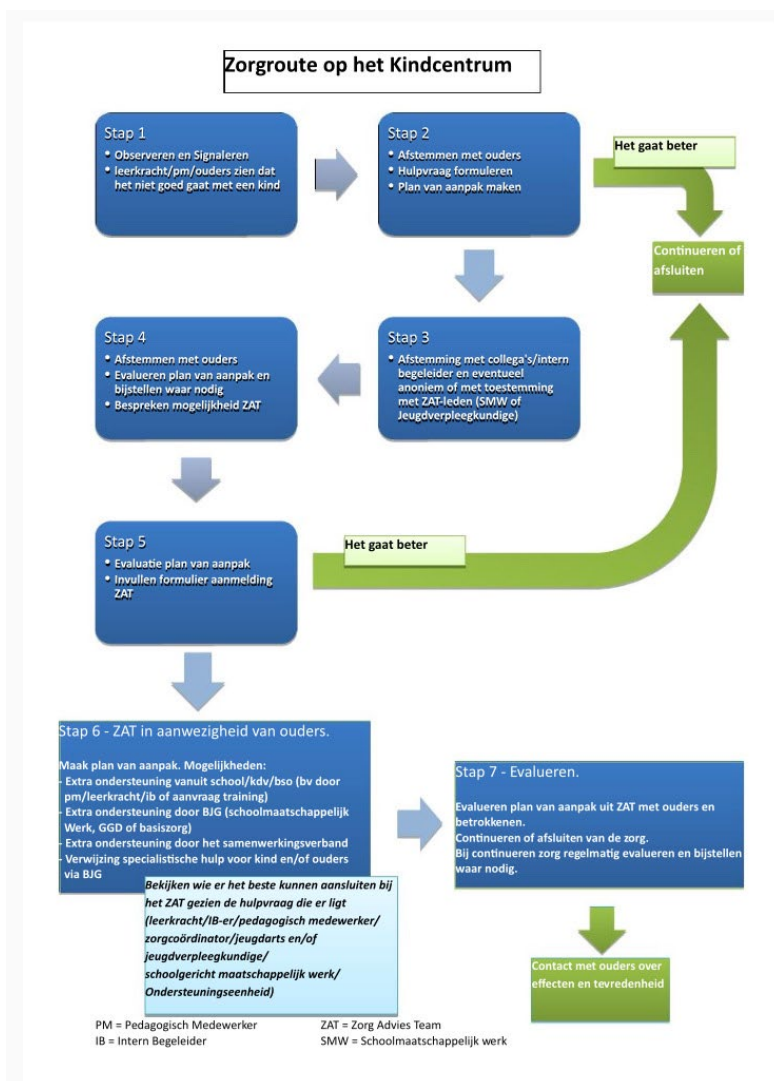 Zorgroute op het Kindcentrum
Stap 1
• Observeren en Signaleren
• leerkracht/pm/ouders zien dat
het niet goed gaat met een kind
Stap 2
• Afstemmen met ouders
• Hulpvraag formuleren
• Plan van aanpak maken
Het gaat beter
Continueren of
afsluiten
Stap 4
• Afstemmen met ouders
• Evalueren plan van aanpak en
bijstellen waar nodig
• Bespreken mogelijkheid ZAT
Stap 3
• Afstemming met collega's/intern
begeleider en eventueel
anoniem of met toestemming
met ZAT-leden (SMW of
Jeugdverpleegkundige)
Stap 5
• Evaluatie plan van aanpak
• Invullen formulier aanmelding
ZAT
Het gaat beter
Stap 6 - ZAT in aanwezigheid van ouders.
Maak plan van aanpak. Mogelijkheden:
- Extra ondersteuning vanuit school/kdv/bso (bv door
pm/leerkracht/ib of aanvraag training)
- Extra ondersteuning door BJG (schoolmaatschappelijk
Werk, GGD of basiszorg)
- Extra ondersteuning door het samenwerkingsverband
- Verwijzing specialistische hulp voor kind en/of ouders
via BJG
Bekijken wie er het beste kunnen aansluiten bij
het ZAT gezien de hulpvraag die er ligt
(leerkracht/IB-er/pedagogisch medewerker/
zorgcoördinator/jeugdarts en/of
jeugdverpleegkundige/
schoolgericht maatschappelijk werk/
Ondersteuningseenheid)
Stap 7 - Evalueren.
Evalueren plan van aanpak uit ZAT met ouders en
betrokkenen.
Continueren of afsluiten van de zorg.
Bij continueren zorg regelmatig evalueren en bijstellen
waar nodig.
Contact met ouders over
effecten en tevredenheid
PM = Pedagogisch Medewerker
IB = Intern Begeleider
ZAT = Zorg Advies Team
SMW = Schoolmaatschappelijk werk